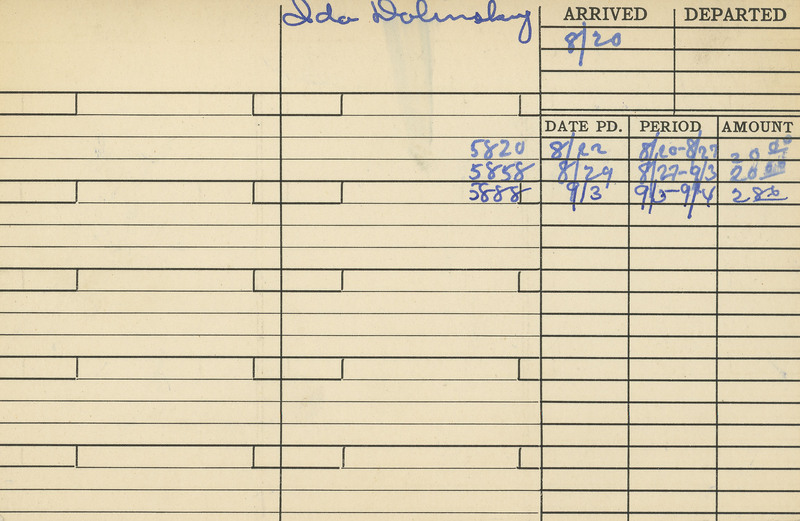 Ida Dolinsky
ARRIVED DEPARTED
8/20
DATE PD. PERIOD AMOUNT
5820 8/22 8/20-8/27 20 00
5858 8/29 8/27-9/3 20 00
5888 9/3 9/3-9/4 2 80